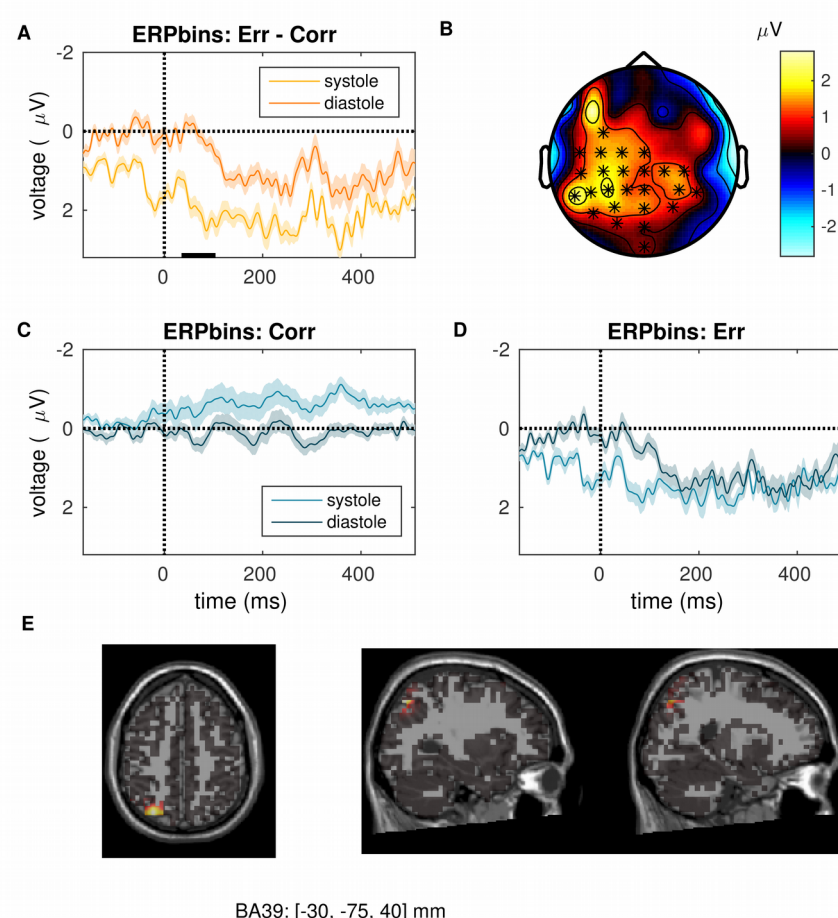 A
ERPbins: Err - Corr
-2
0
2
voltage ( μV)
systole
diastole
0
200
400
B
μV
2
1
0
-1
-2
C
ERPbins: Corr
-2
0
2
voltage ( μV)
systole
diastole
0
200
400
time (ms)
D
ERPbins: Err
-2
0
2
0
200
400
time (ms)
E
BA39: [-30, -75, 40] mm